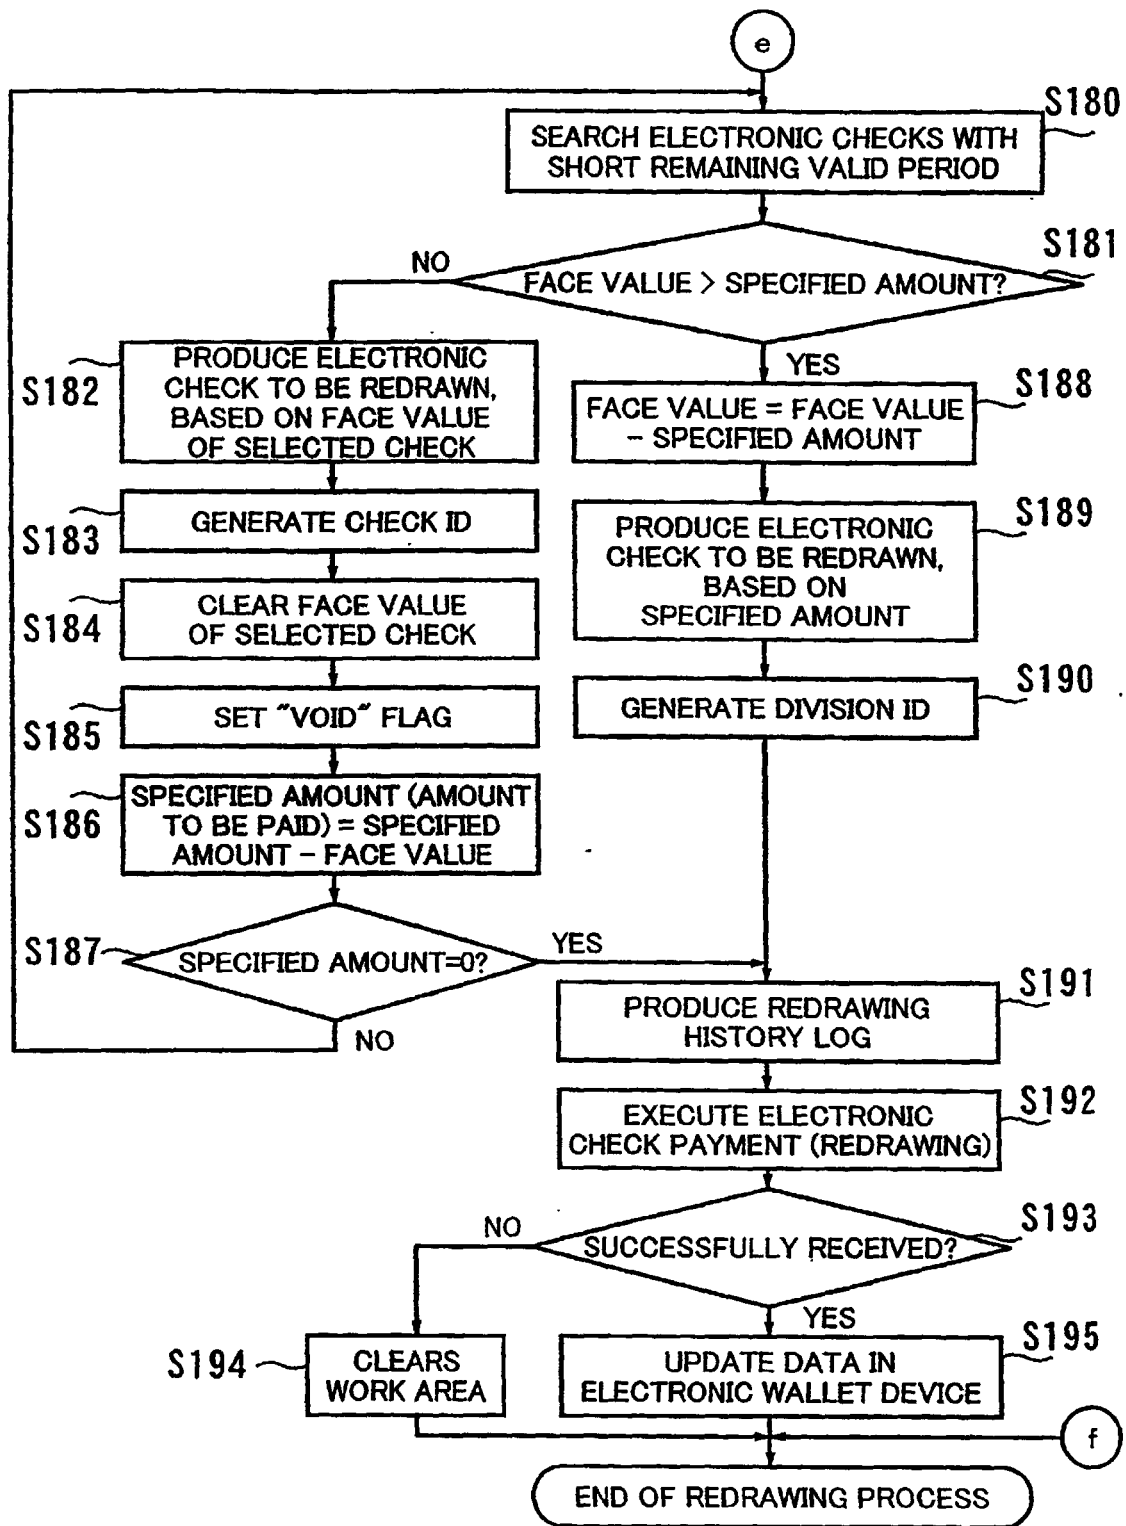 e
S180
SEARCH ELECTRONIC CHECKS WITH
SHORT REMAINING VALID PERIOD
S181
NO
FACE VALUE > SPECIFIED AMOUNT?
YES
S182
PRODUCE ELECTRONIC
CHECK TO BE REDRAWN,
BASED ON FACE VALUE
OF SELECTED CHECK
S188
FACE VALUE = FACE VALUE
- SPECIFIED AMOUNT
S183
GENERATE CHECK ID
S189
PRODUCE ELECTRONIC
CHECK TO BE REDRAWN,
BASED ON
SPECIFIED AMOUNT
S184
CLEAR FACE VALUE
OF SELECTED CHECK
S190
GENERATE DIVISION ID
S185
SET "VOID" FLAG
S186
SPECIFIED AMOUNT (AMOUNT
TO BE PAID) = SPECIFIED
AMOUNT - FACE VALUE
S187
SPECIFIED AMOUNT=0?
YES
NO
S191
PRODUCE REDRAWING
HISTORY LOG
S192
EXECUTE ELECTRONIC
CHECK PAYMENT (REDRAWING)
S193
NO
SUCCESSFULLY RECEIVED?
YES
S194
CLEARS
WORK AREA
S195
UPDATE DATA IN
ELECTRONIC WALLET DEVICE
f
END OF REDRAWING PROCESS